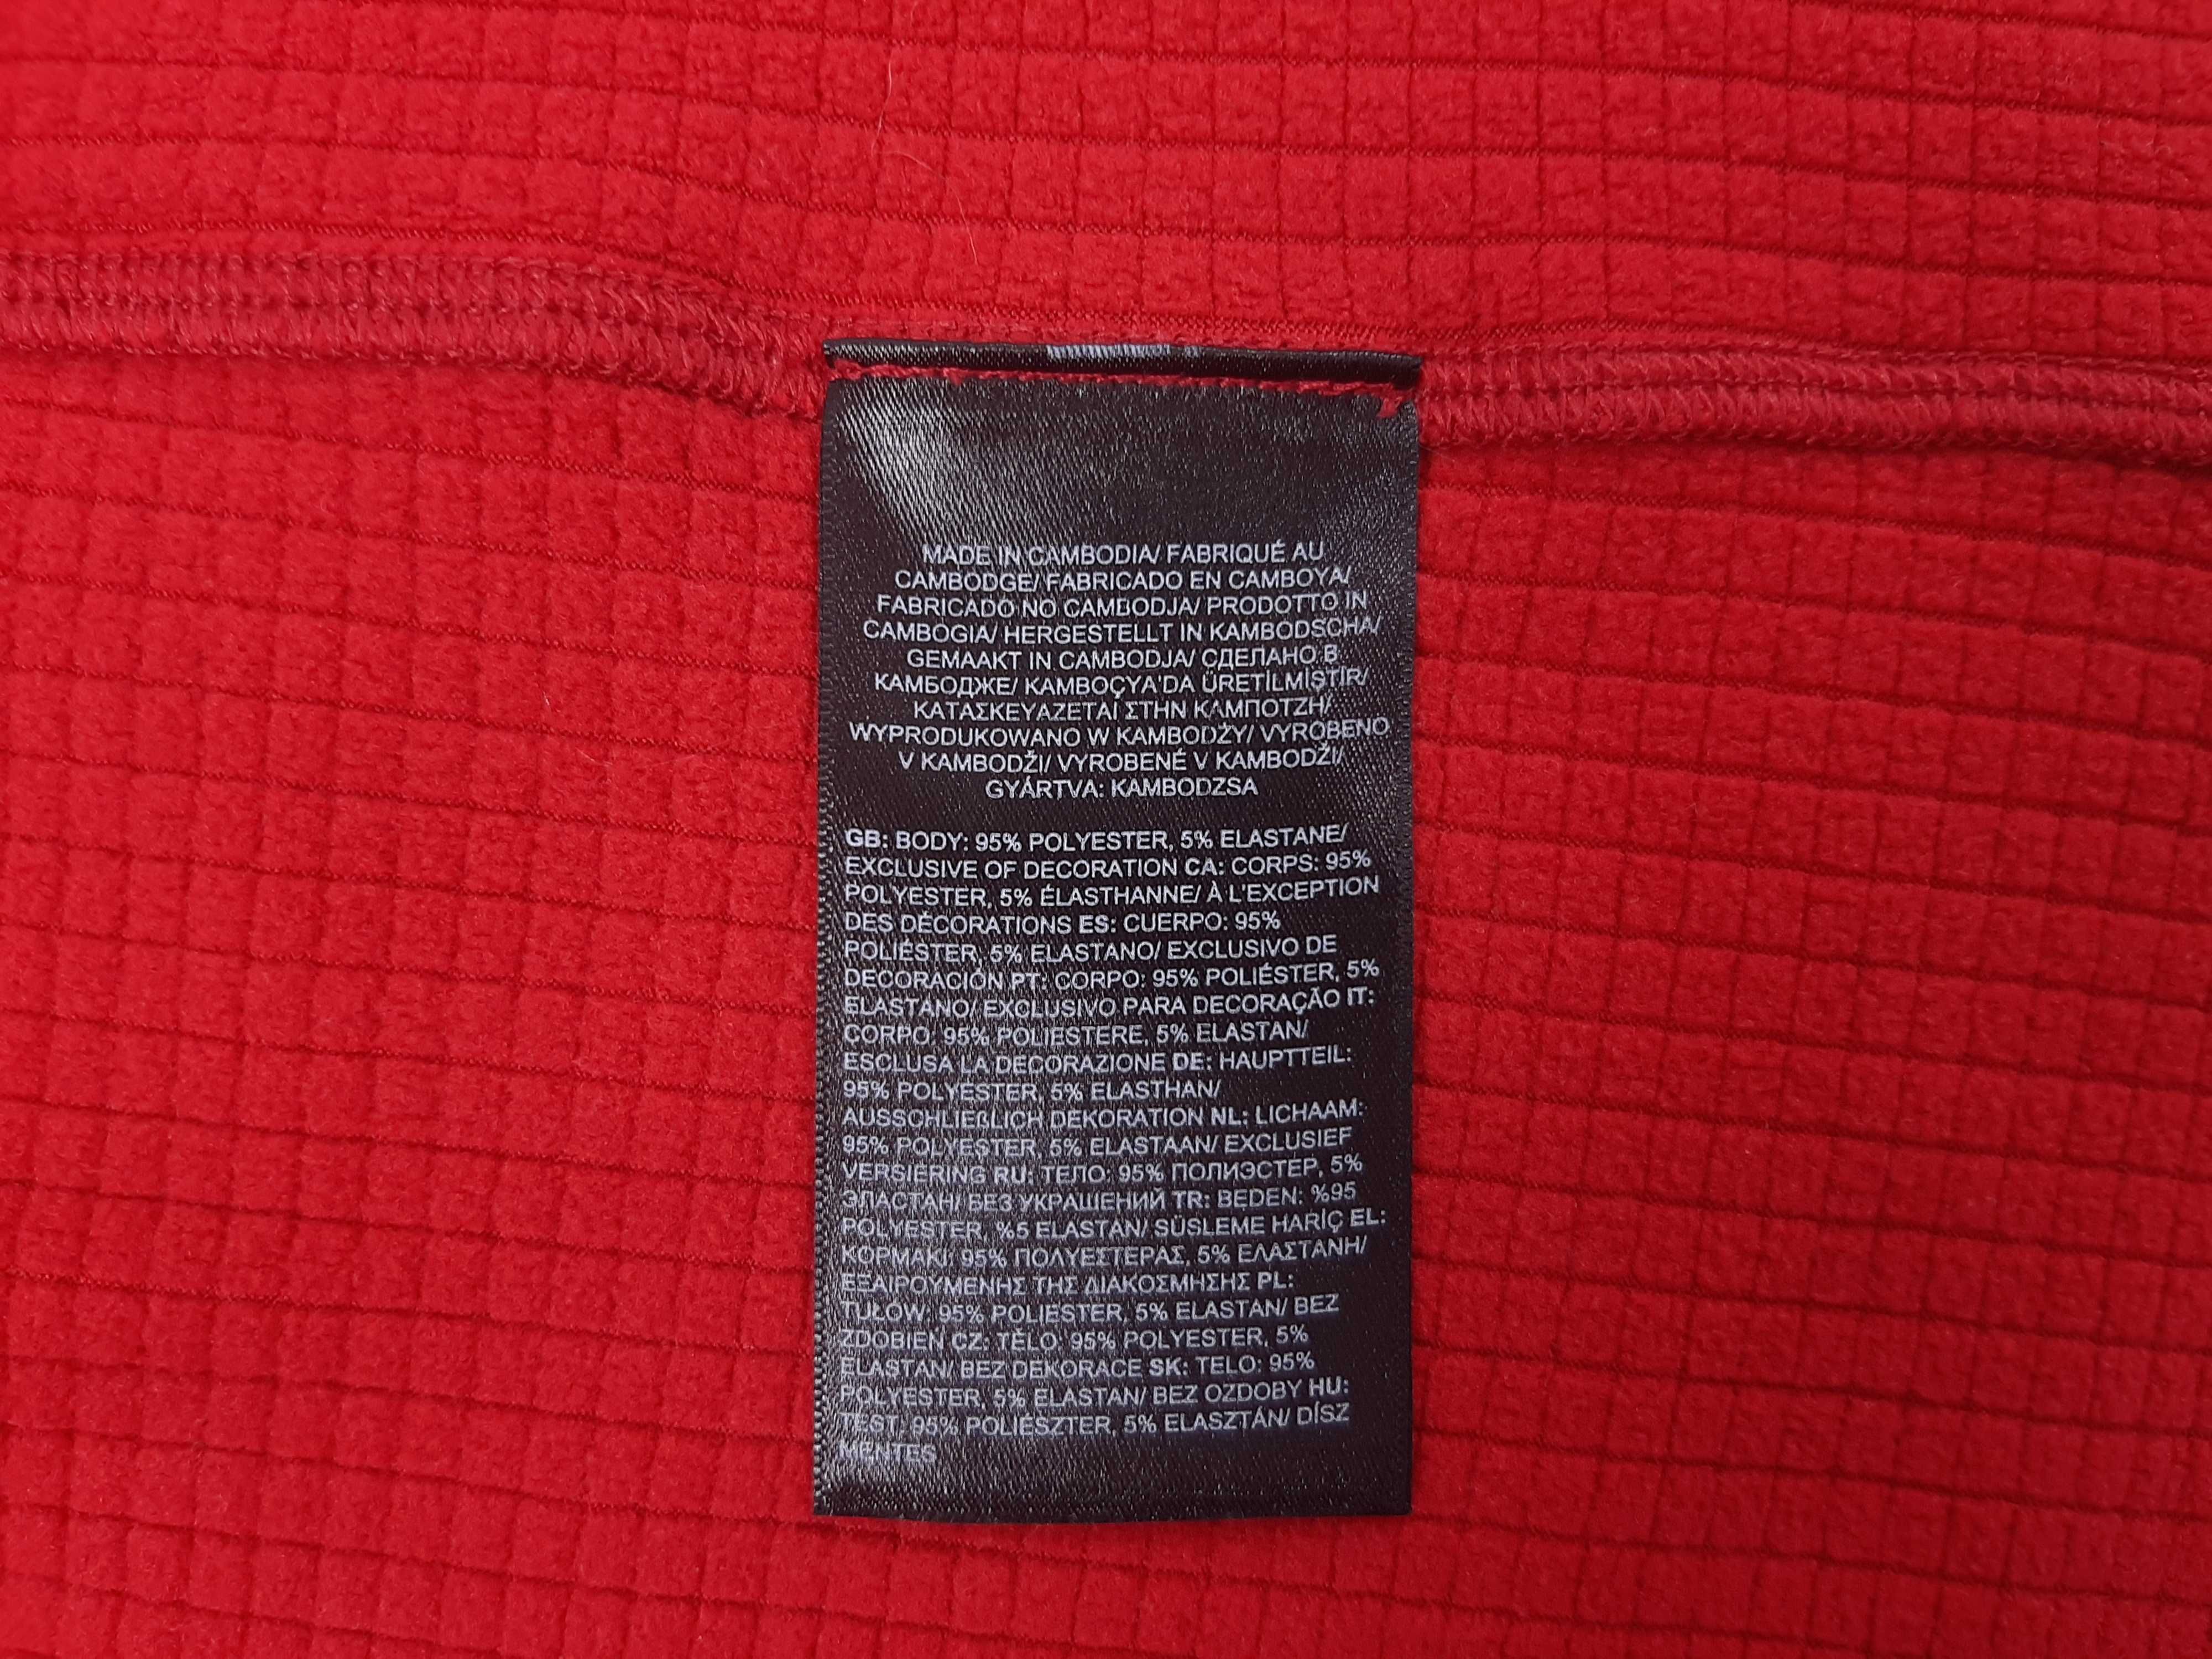 MADE IN CAMBODIA/ FABRIQUÉ AU
CAMBODGE/ FABRICADO EN CAMBOYA/
FABRICADO NO CAMBODJA/ PRODOTTO IN
CAMBOGIA/ HERGESTELLT IN KAMBODSCHA/
GEMAAKT IN CAMBODJA/ СДЕЛАНО В
КАМБОДЖЕ/ KAMBOÇYA'DA ÜRETİLMİŞTİR/
ΚΑΤΑΣΚΕΥΑΖΕΤΑΙ ΣΤΗΝ ΚΑΜΠΟΤΖΗ/
WYPRODUKOWANO W KAMBODŻY/ VYROBENO
V KAMBODŽI/ VYROBENÉ V KAMBODŽI/
GYÁRTVA: KAMBODZSA
GB: BODY: 95% POLYESTER, 5% ELASTANE/
EXCLUSIVE OF DECORATION CA: CORPS: 95%
POLYESTER, 5% ÉLASTHANNE/ À L'EXCEPTION
DES DÉCORATIONS ES: CUERPO: 95%
POLIÉSTER, 5% ELASTANO/ EXCLUSIVO DE
DECORACIÓN PT: CORPO: 95% POLIÉSTER, 5%
ELASTANO/ EXCLUSIVO PARA DECORAÇÃO IT:
CORPO: 95% POLIESTERE, 5% ELASTAN/
ESCLUSA LA DECORAZIONE DE: HAUPTTEIL:
95% POLYESTER, 5% ELASTHAN/
AUSSCHLIEßLICH DEKORATION NL: LICHAAM:
95% POLYESTER, 5% ELASTAAN/ EXCLUSIEF
VERSIERING RU: ТЕЛО: 95% ПОЛИЭСТЕР, 5%
ЭЛАСТАН/ БЕЗ УКРАШЕНИЙ TR: BEDEN: %95
POLYESTER, %5 ELASTAN/ SÜSLEME HARİÇ EL:
ΚΟΡΜΑΚΙ: 95% ΠΟΛΥΕΣΤΕΡΑΣ, 5% ΕΛΑΣΤΑΝΗ/
ΕΞΑΙΡΟΥΜΕΝΗΣ ΤΗΣ ΔΙΑΚΟΣΜΗΣΗΣ PL:
TUŁÓW: 95% POLIESTER, 5% ELASTAN/ BEZ
ZDOBIEŃ CZ: TĚLO: 95% POLYESTER, 5%
ELASTAN/ BEZ DEKORACE SK: TELO: 95%
POLYESTER, 5% ELASTAN/ BEZ OZDOBY HU:
TEST: 95% POLIÉSZTER, 5% ELASZTÁN/ DÍSZ
MENTES